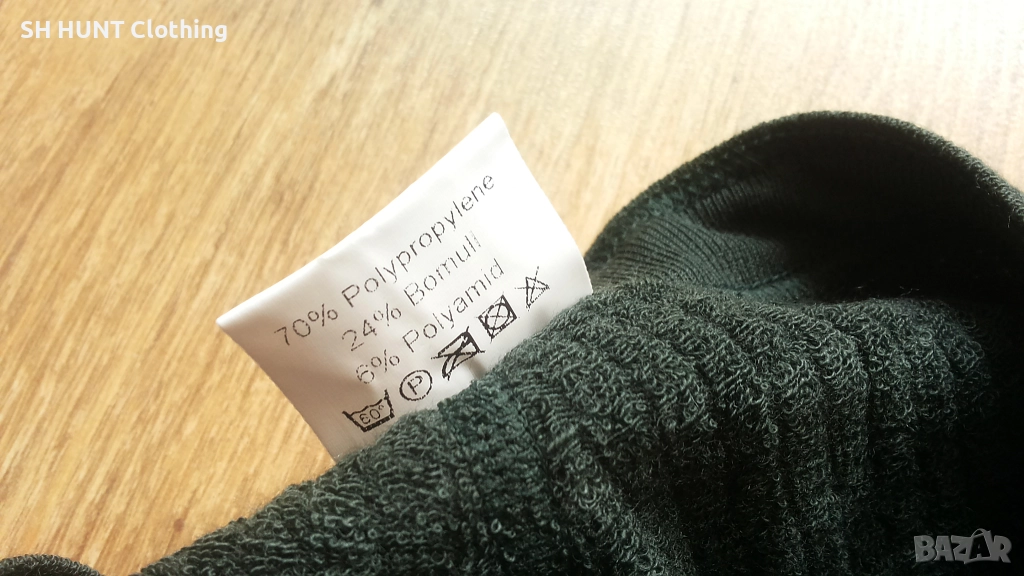 SH HUNT Clothing
70% Polypropylene
24% Bomull
6% Polyamid
60° P
BAZAR